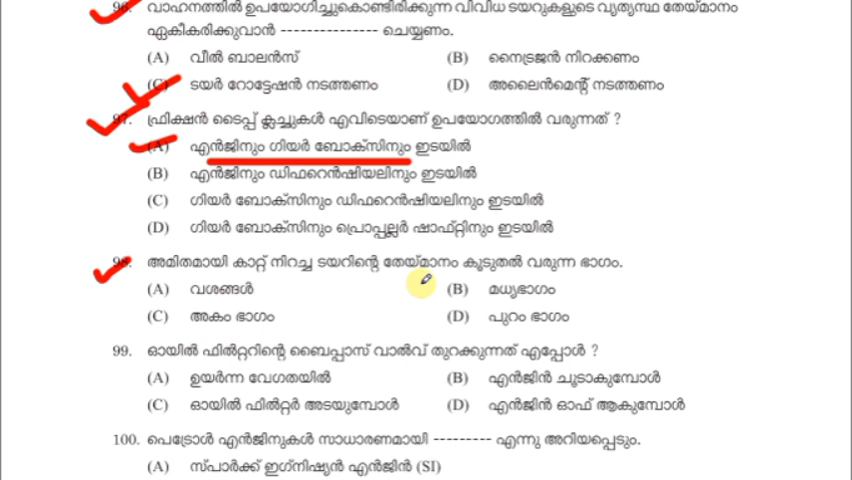 96. വാഹനത്തിൽ ഉപയോഗിച്ചുകൊണ്ടിരിക്കുന്ന വിവിധ ടയറുകളുടെ വ്യത്യസ്ഥ തേയ്മാനം
ഏകീകരിക്കുവാൻ --------------- ചെയ്യണം.
(A) വീൽ ബാലൻസ് (B) നൈട്രജൻ നിറക്കണം
(C) ടയർ റോട്ടേഷൻ നടത്തണം (D) അലൈൻമെന്റ് നടത്തണം
97. ഫ്രിക്ഷൻ ടൈപ്പ് ക്ലച്ചുകൾ എവിടെയാണ് ഉപയോഗത്തിൽ വരുന്നത് ?
(A) എൻജിനും ഗിയർ ബോക്സിനും ഇടയിൽ
(B) എൻജിനും ഡിഫറെൻഷിയലിനും ഇടയിൽ
(C) ഗിയർ ബോക്സിനും ഡിഫറെൻഷിയലിനും ഇടയിൽ
(D) ഗിയർ ബോക്സിനും പ്രൊപ്പല്ലർ ഷാഫ്റ്റിനും ഇടയിൽ
98. അമിതമായി കാറ്റ് നിറച്ച ടയറിന്റെ തേയ്മാനം കൂടുതൽ വരുന്ന ഭാഗം.
(A) വശങ്ങൾ (B) മധ്യഭാഗം
(C) അകം ഭാഗം (D) പുറം ഭാഗം
99. ഓയിൽ ഫിൽറ്ററിന്റെ ബൈപ്പാസ് വാൽവ് തുറക്കുന്നത് എപ്പോൾ ?
(A) ഉയർന്ന വേഗതയിൽ (B) എൻജിൻ ചൂടാകുമ്പോൾ
(C) ഓയിൽ ഫിൽറ്റർ അടയുമ്പോൾ (D) എൻജിൻ ഓഫ് ആകുമ്പോൾ
100. പെട്രോൾ എൻജിനുകൾ സാധാരണമായി --------- എന്നു അറിയപ്പെടും.
(A) സ്പാർക്ക് ഇഗ്നിഷ്യൻ എൻജിൻ (SI)